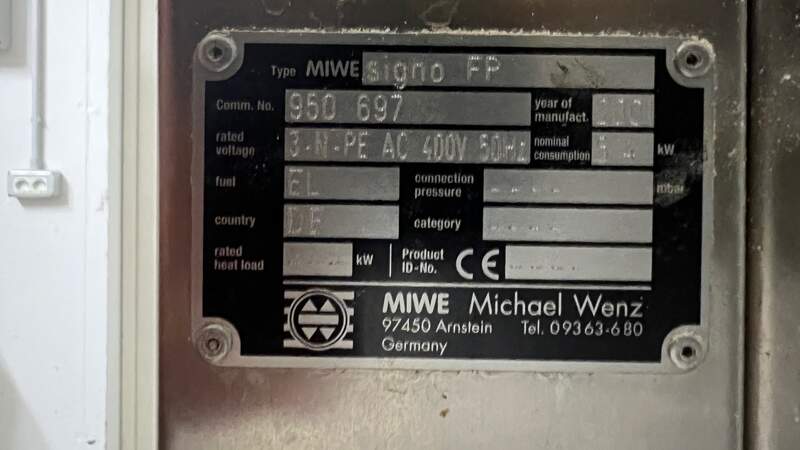 Type MIWE signo FP
Comm. No. 950 697 year of manufact.
rated voltage 3-N-PE AC 400V 50Hz nominal consumption kW
fuel EL connection pressure mbar
country DE category
rated heat load kW Product ID-No. CE
MIWE Michael Wenz
97450 Arnstein Tel. 09363-680
Germany